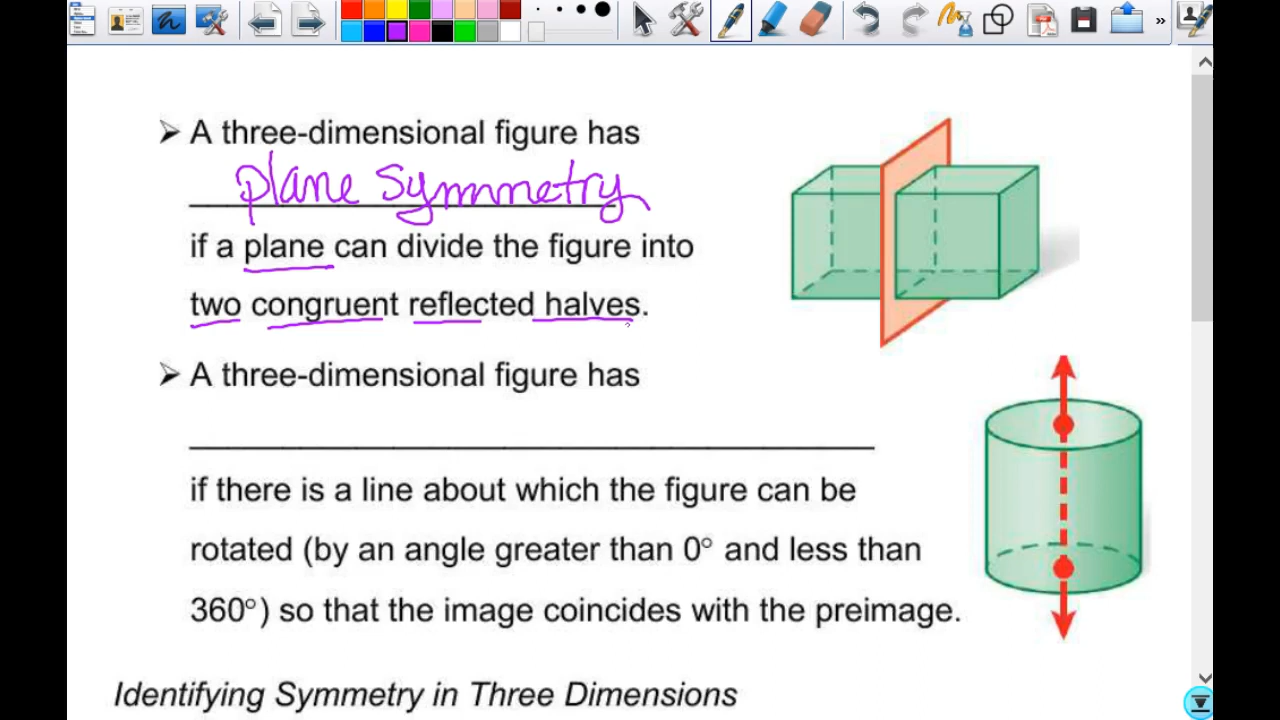 ➢ A three-dimensional figure has
plane symmetry
if a plane can divide the figure into
two congruent reflected halves.
➢ A three-dimensional figure has
if there is a line about which the figure can be
rotated (by an angle greater than 0° and less than
360°) so that the image coincides with the preimage.
Identifying Symmetry in Three Dimensions